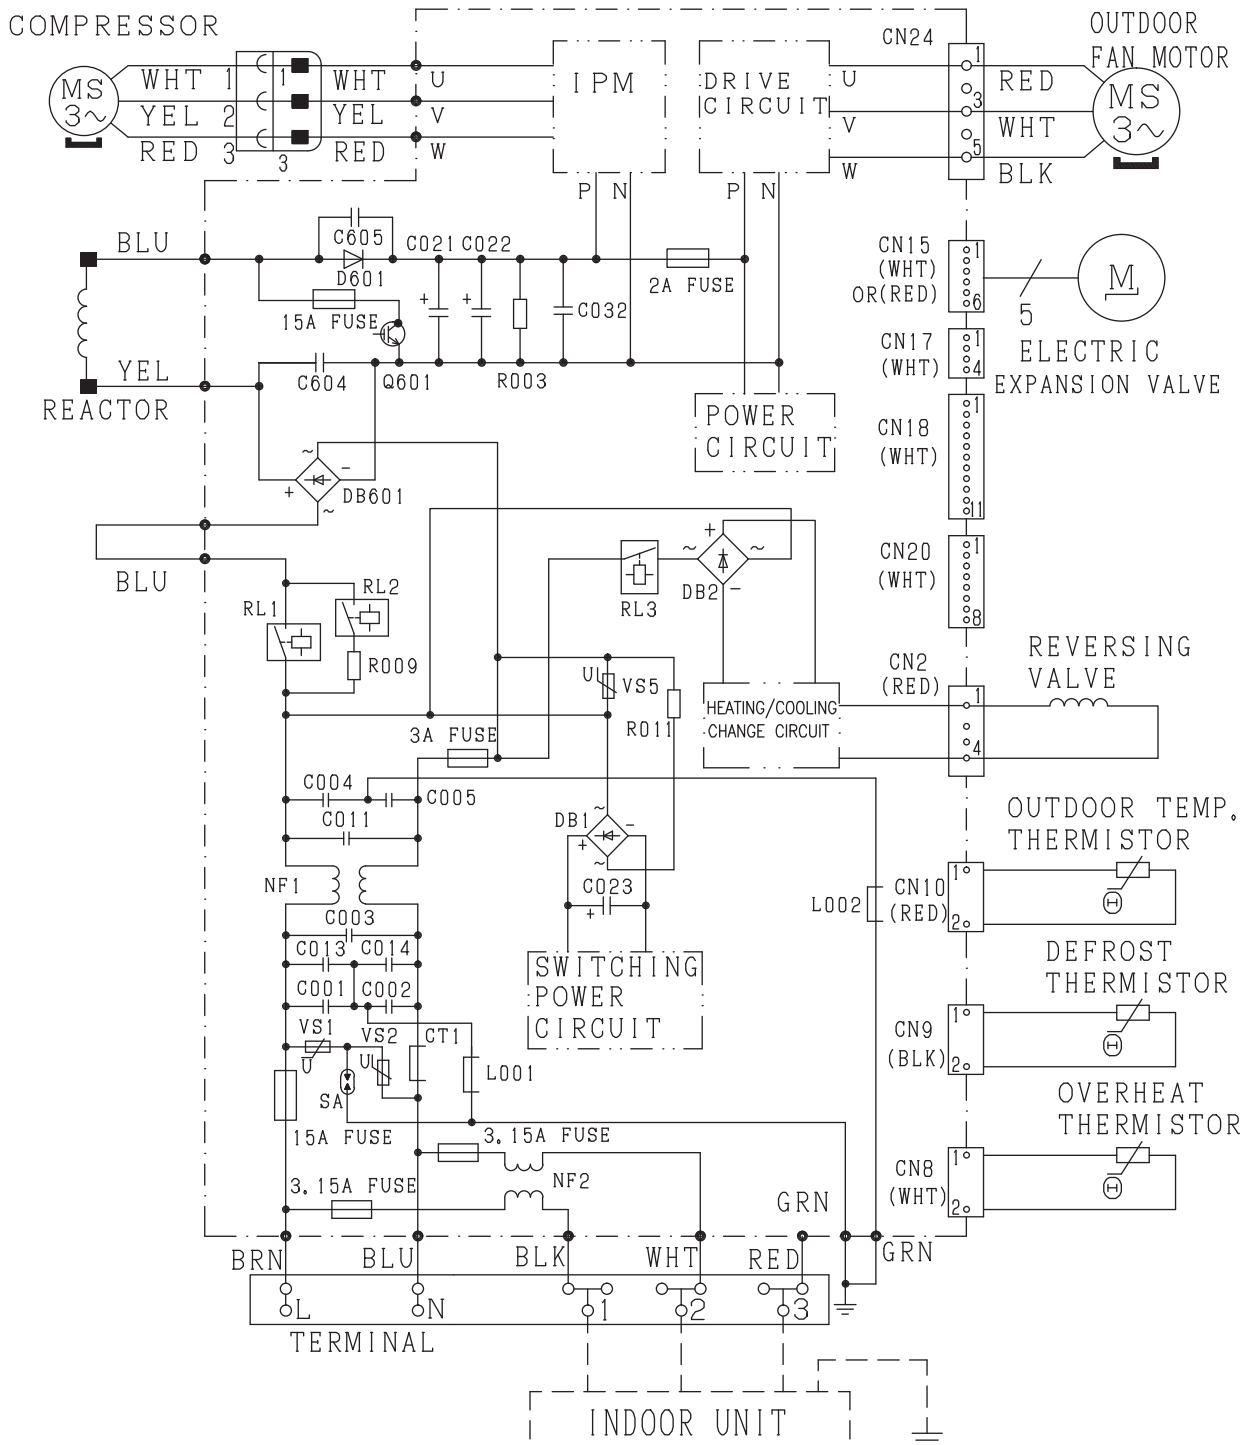 COMPRESSOR
OUTDOOR
FAN MOTOR
CN24
MS
3~
WHT
YEL
RED
1
2
3
1
3
WHT
YEL
RED
U
V
W
IPM
DRIVE
CIRCUIT
U
V
W
1
3
5
RED
WHT
BLK
MS
3~
P N
P N
BLU
C605
D601
C021
C022
15A FUSE
Q601
C604
R003
C032
2A FUSE
YEL
REACTOR
CN15
(WHT)
OR(RED)
1
6
5
M
ELECTRIC
EXPANSION VALVE
CN17
(WHT)
1
4
CN18
(WHT)
1
11
POWER
CIRCUIT
~
-
+
~
DB601
BLU
CN20
(WHT)
1
8
RL1
RL2
R009
RL3
~
+
~
-
DB2
CN2
(RED)
1
4
REVERSING
VALVE
U
VS5
R011
HEATING/COOLING
CHANGE CIRCUIT
3A FUSE
C004
C005
C011
NF1
C003
DB1
~
-
+
~
C023
+
L002
OUTDOOR TEMP.
THERMISTOR
CN10
(RED)
1
2
C013
C014
C001
C002
SWITCHING
POWER
CIRCUIT
DEFROST
THERMISTOR
CN9
(BLK)
1
2
VS1
U
VS2
U
CT1
SA
L001
15A FUSE
3.15A FUSE
OVERHEAT
THERMISTOR
CN8
(WHT)
1
2
3.15A FUSE
NF2
GRN
BRN
BLU
BLK
WHT
RED
GRN
L
N
1
2
3
TERMINAL
INDOOR UNIT